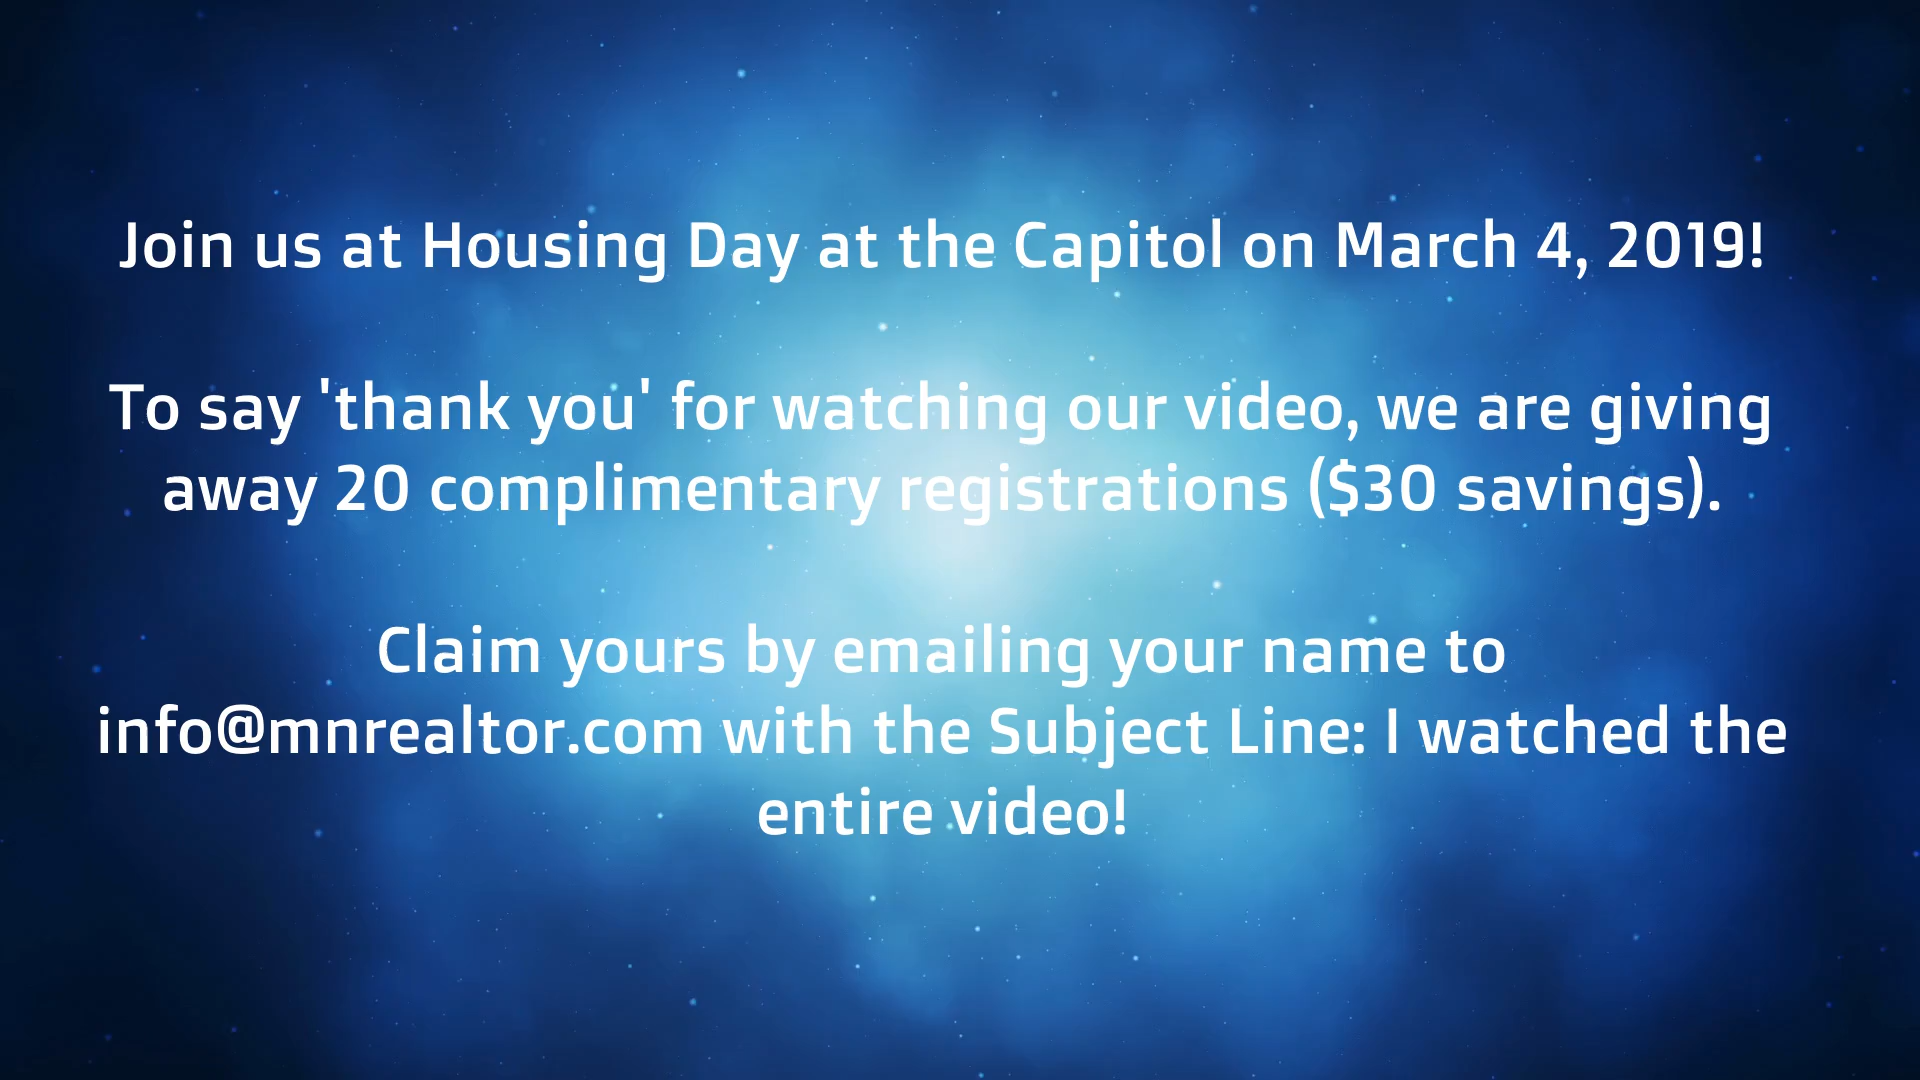 Join us at Housing Day at the Capitol on March 4, 2019!
To say 'thank you' for watching our video, we are giving
away 20 complimentary registrations ($30 savings).
Claim yours by emailing your name to
info@mnrealtor.com with the Subject Line: I watched the
entire video!